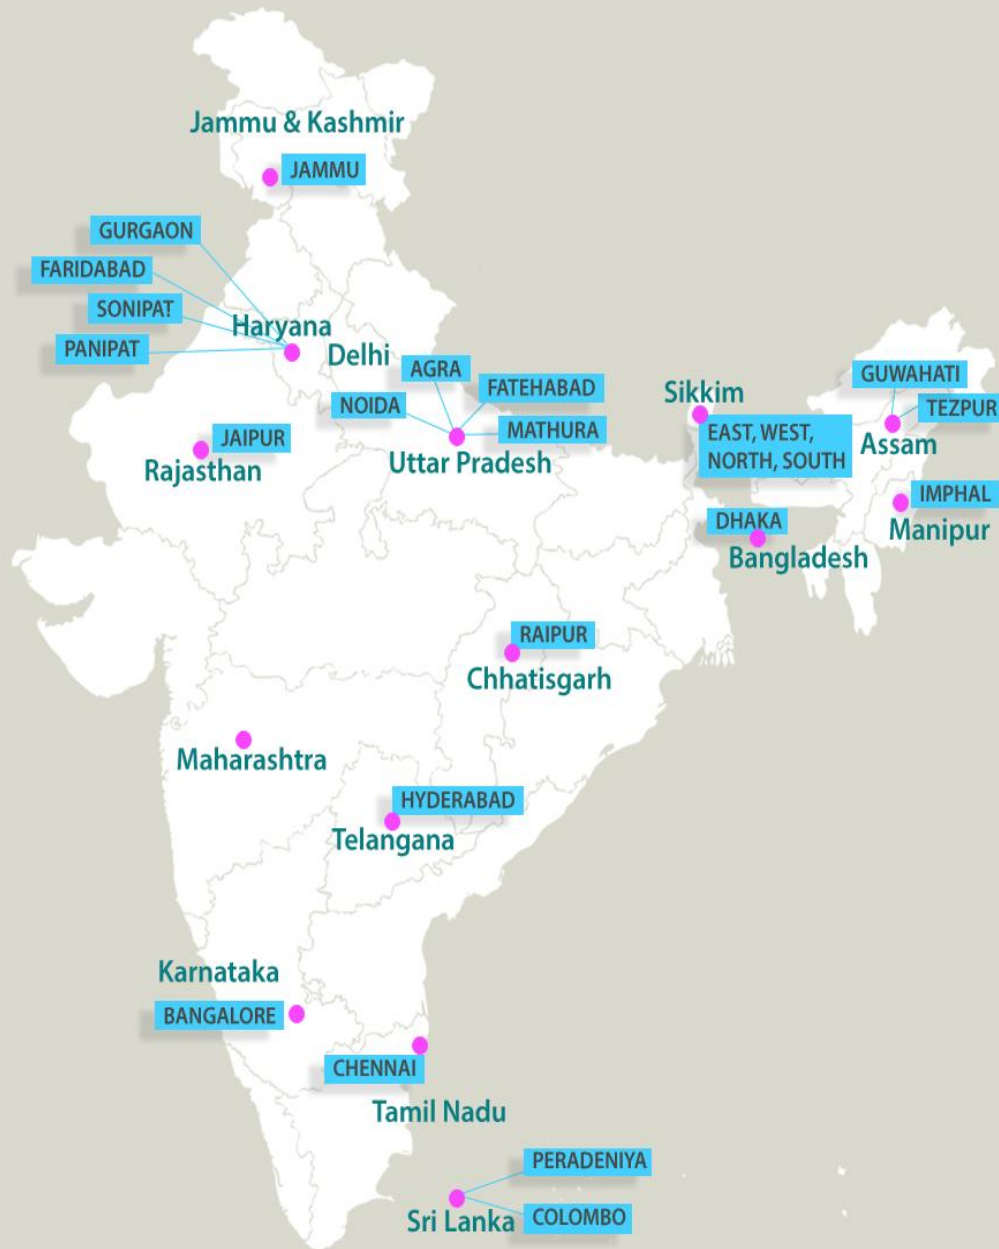 Jammu & Kashmir
JAMMU
GURGAON
FARIDABAD
SONIPAT
PANIPAT
Haryana
Delhi
AGRA
FATEHABAD
NOIDA
MATHURA
Uttar Pradesh
JAIPUR
Rajasthan
Sikkim
EAST, WEST,
NORTH, SOUTH
GUWAHATI
TEZPUR
Assam
IMPHAL
Manipur
DHAKA
Bangladesh
RAIPUR
Chhatisgarh
Maharashtra
HYDERABAD
Telangana
Karnataka
BANGALORE
CHENNAI
Tamil Nadu
PERADENIYA
Sri Lanka
COLOMBO